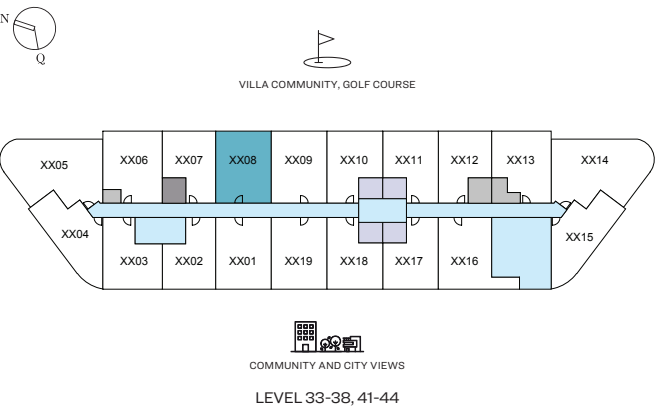 N
Q
VILLA COMMUNITY, GOLF COURSE
XX05 XX06 XX07 XX08 XX09 XX10 XX11 XX12 XX13 XX14
XX04 XX15
XX03 XX02 XX01 XX19 XX18 XX17 XX16
COMMUNITY AND CITY VIEWS
LEVEL 33-38, 41-44